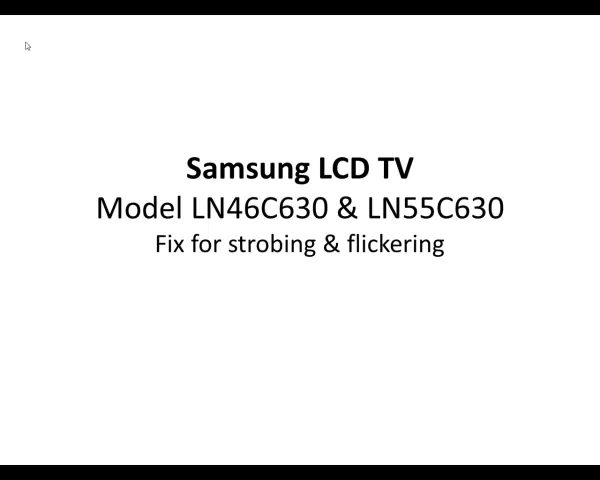 Samsung LCD TV
Model LN46C630 & LN55C630
Fix for strobing & flickering